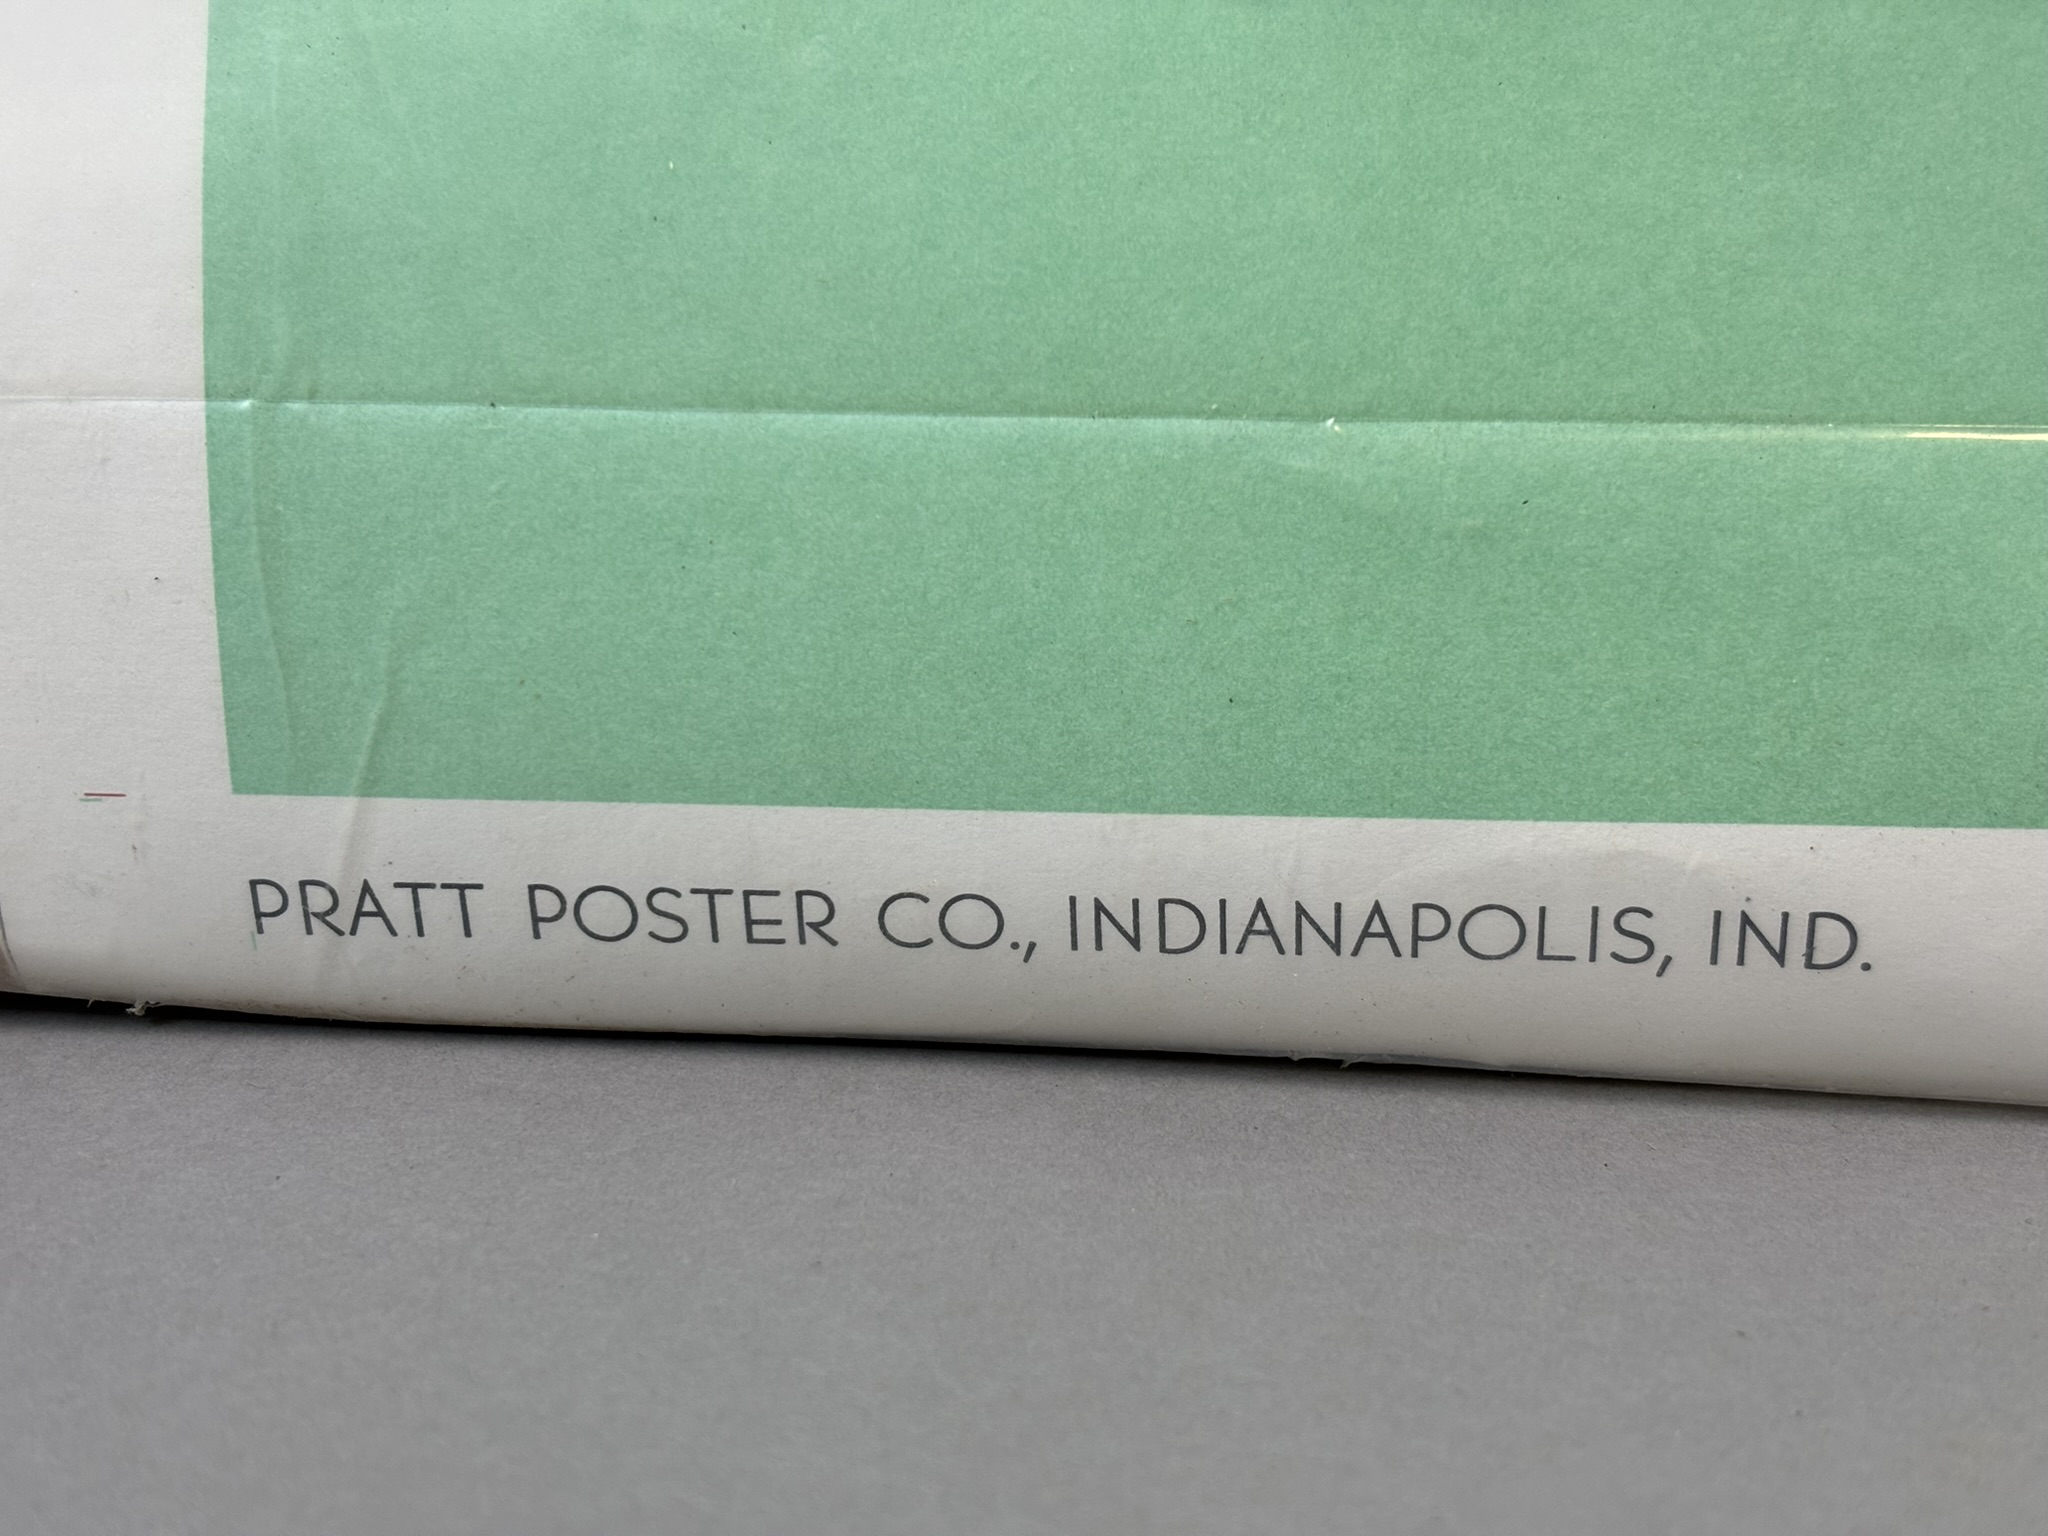 PRATT POSTER CO., INDIANAPOLIS, IND.